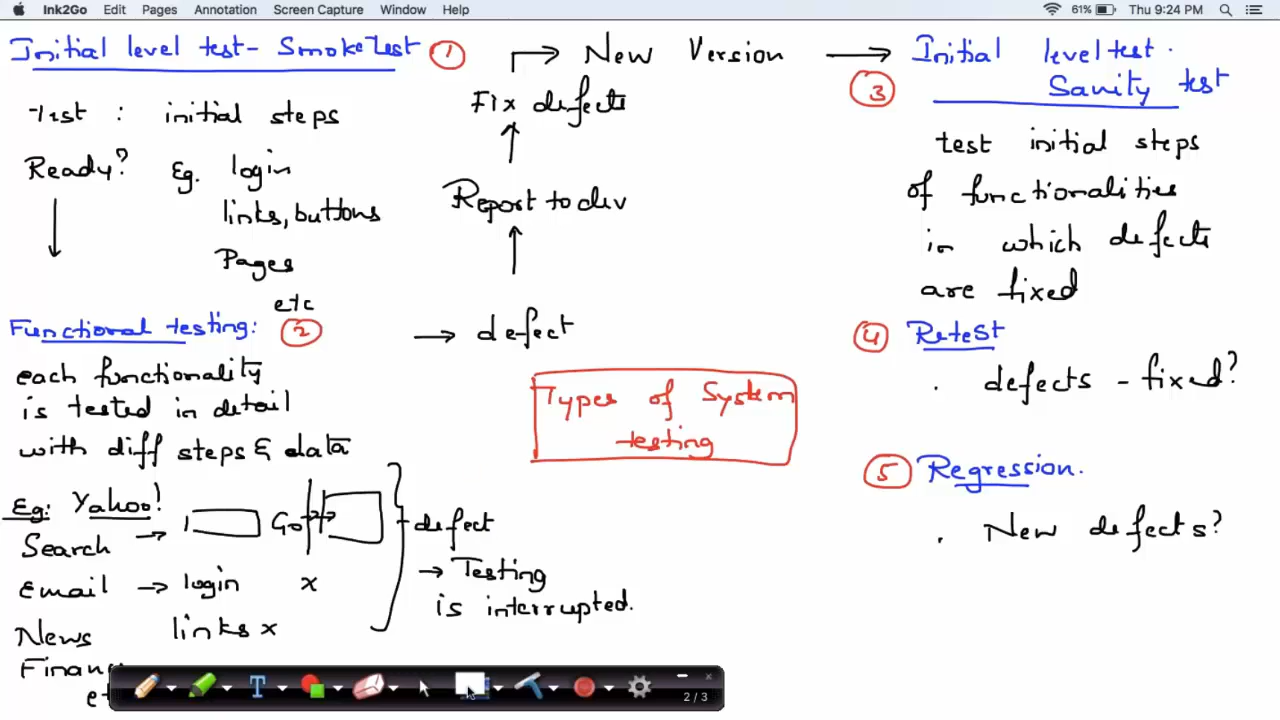 Ink2Go Edit Pages Annotation Screen Capture Window Help
61% Thu 9:24 PM
Initial level test- Smoke Test 1
Test : initial steps
Ready? Eg. login
links, buttons
Pages
etc
Functional testing: 2
each functionality
is tested in detail
with diff steps & data
Eg: Yahoo!
Search → Go
Email → login x
News links x
Finan
et
defect
→ Testing
is interrupted.
→ New Version →
Fix defects
Report to dev
→ defect
Types of System
testing
Initial level test.
3 Sanity test
test initial steps
of functionalities
in which defects
are fixed
4 Retest
. defects - fixed?
5 Regression.
. New defects?
T
2 / 3